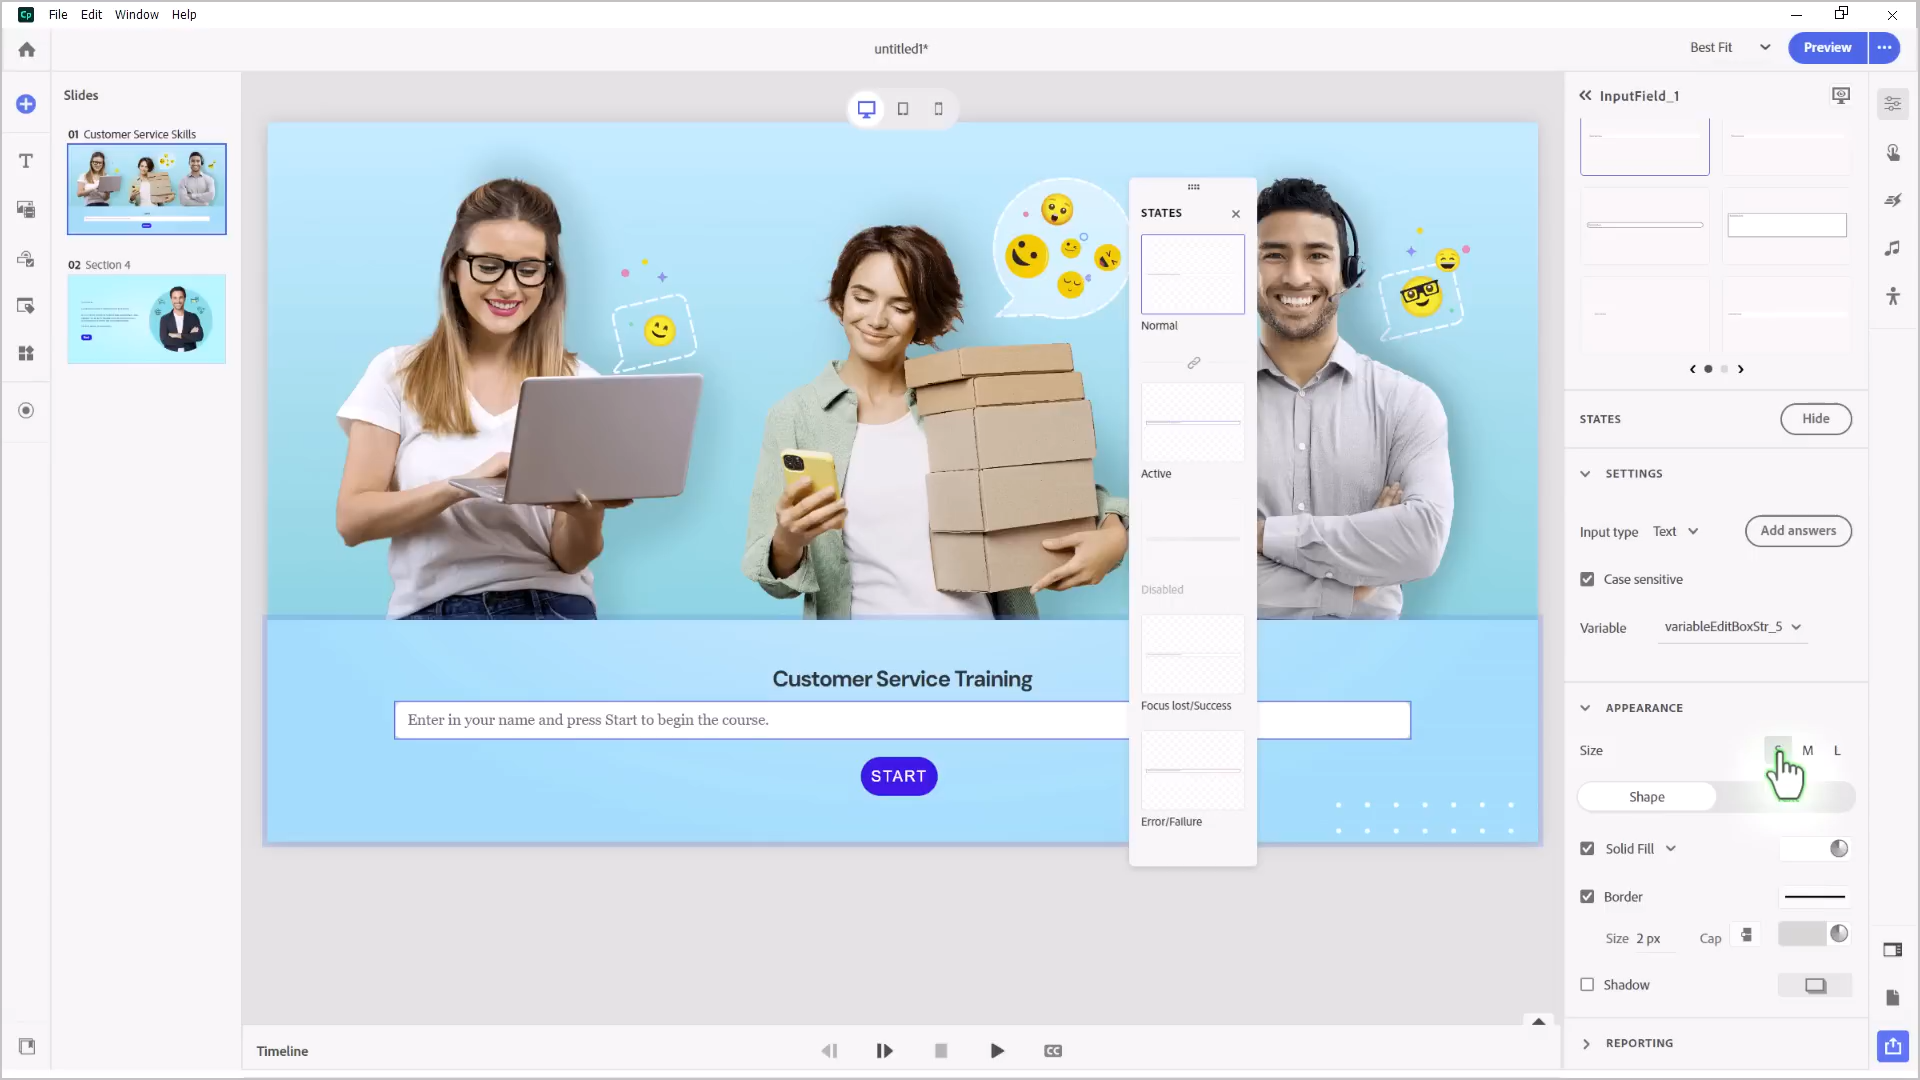 Cp File Edit Window Help
untitled1*
Best Fit
Preview
Slides
01 Customer Service Skills
02 Section 4
STATES
Normal
Active
Disabled
Focus lost/Success
Error/Failure
Customer Service Training
Enter in your name and press Start to begin the course.
START
InputField_1
STATES
Hide
SETTINGS
Input type Text Add answers
Case sensitive
Variable variableEditBoxStr_5
APPEARANCE
Size S M L
Shape
Solid Fill
Border
Size 2 px Cap
Shadow
REPORTING
Timeline
CC